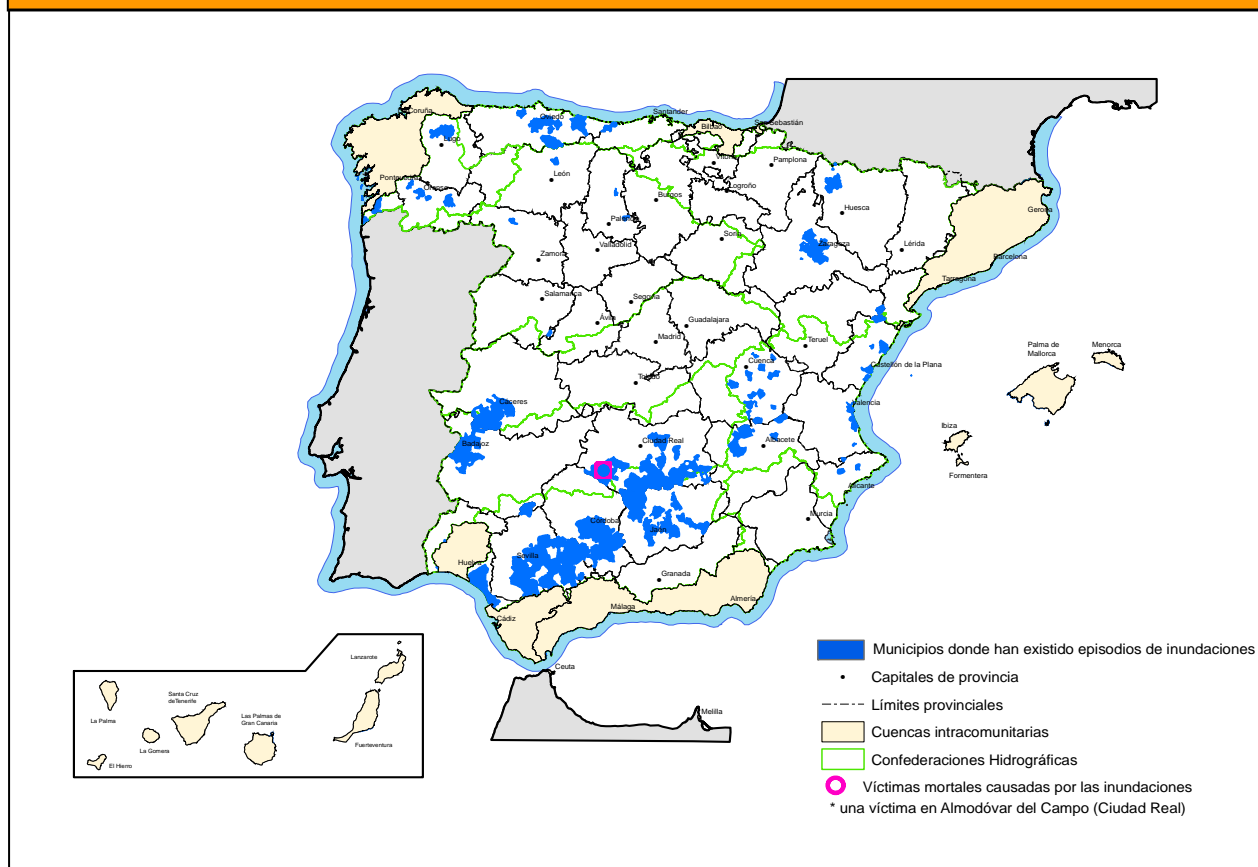 La Coruña
Lugo
Oviedo
Santander
Bilbao
San Sebastián
Vitoria
Pamplona
Pontevedra
Orense
León
Burgos
Logroño
Huesca
Gerona
Palencia
Soria
Zaragoza
Lérida
Barcelona
Zamora
Valladolid
Tarragona
Salamanca
Segovia
Ávila
Guadalajara
Madrid
Teruel
Cuenca
Castellón de la Plana
Toledo
Palma de
Mallorca
Menorca
Cáceres
Valencia
Badajoz
Ciudad Real
Albacete
Ibiza
Formentera
Alicante
Córdoba
Jaén
Murcia
Huelva
Sevilla
Granada
Cádiz
Málaga
Almería
Ceuta
Melilla
Lanzarote
La Palma
Santa Cruz
deTenerife
Las Palmas de
Gran Canaria
La Gomera
El Hierro
Fuerteventura
Municipios donde han existido episodios de inundaciones
Capitales de provincia
Límites provinciales
Cuencas intracomunitarias
Confederaciones Hidrográficas
Víctimas mortales causadas por las inundaciones
* una víctima en Almodóvar del Campo (Ciudad Real)